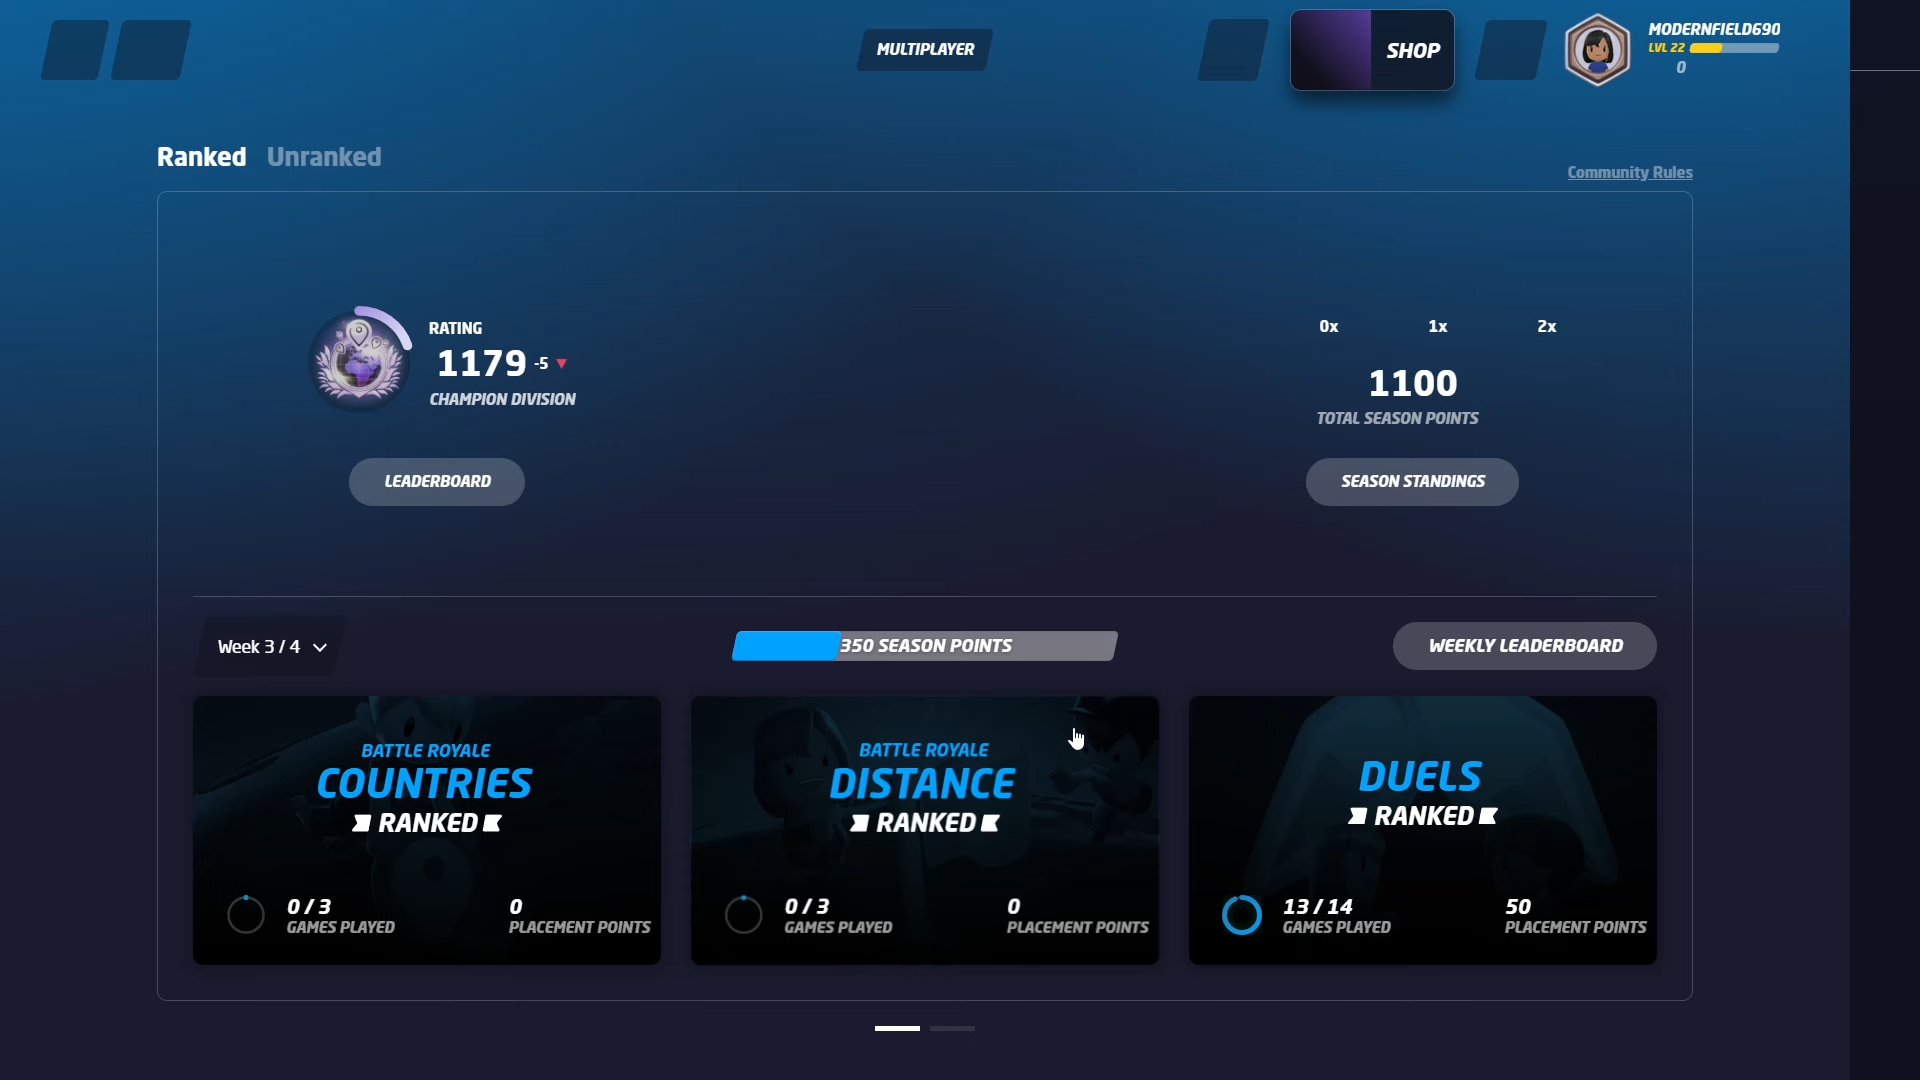 MULTIPLAYER
SHOP
MODERNFIELD690
LVL 22
0
Ranked Unranked
Community Rules
RATING
1179 -5
CHAMPION DIVISION
LEADERBOARD
0x 1x 2x
1100
TOTAL SEASON POINTS
SEASON STANDINGS
Week 3 / 4
350 SEASON POINTS
WEEKLY LEADERBOARD
BATTLE ROYALE
COUNTRIES
RANKED
0 / 3
GAMES PLAYED
0
PLACEMENT POINTS
BATTLE ROYALE
DISTANCE
RANKED
0 / 3
GAMES PLAYED
0
PLACEMENT POINTS
DUELS
RANKED
13 / 14
GAMES PLAYED
50
PLACEMENT POINTS